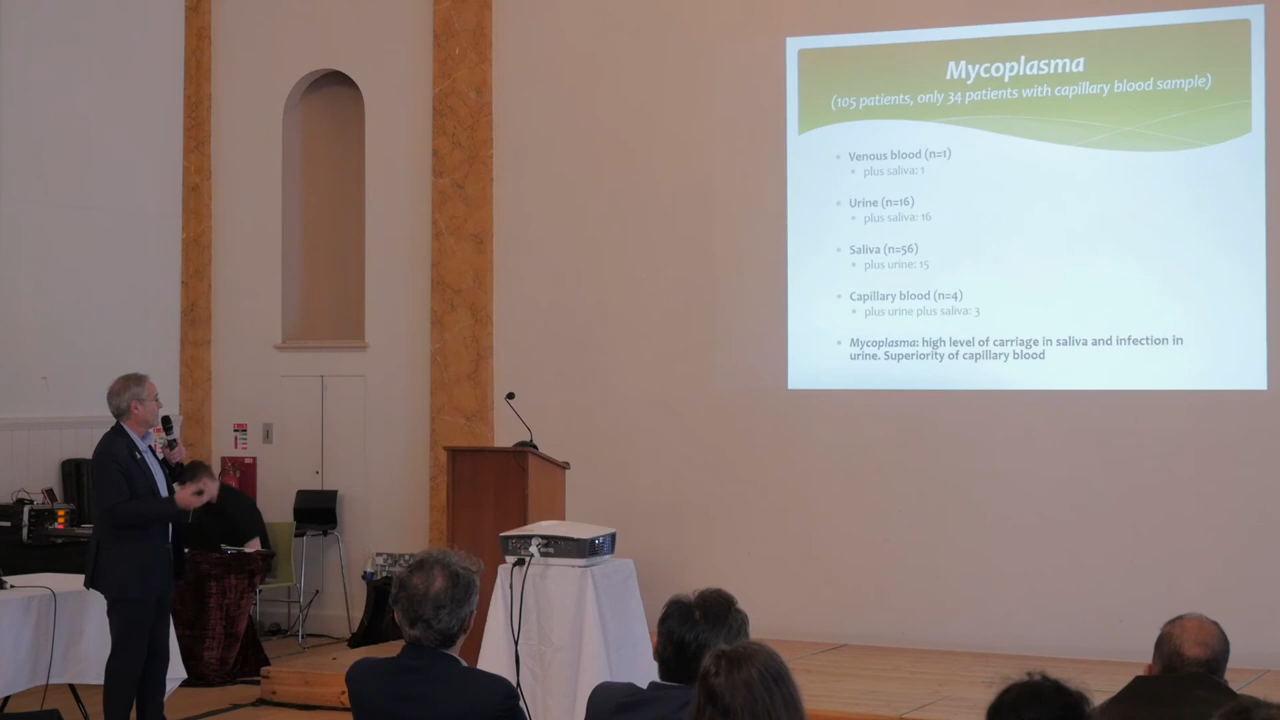 Mycoplasma
(105 patients, only 34 patients with capillary blood sample)
Venous blood (n=1)
plus saliva: 1
Urine (n=16)
plus saliva: 16
Saliva (n=56)
plus urine: 15
Capillary blood (n=4)
plus urine plus saliva: 3
Mycoplasma: high level of carriage in saliva and infection in
urine. Superiority of capillary blood